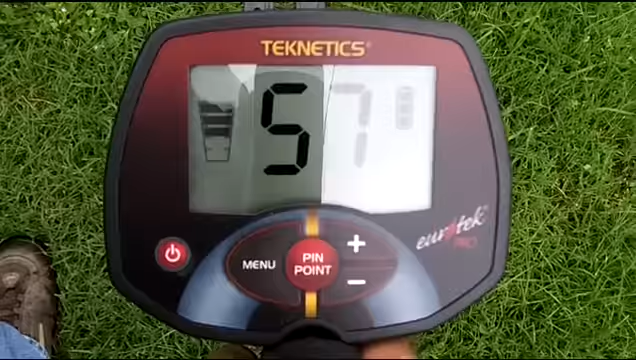 TEKNETICS®
57
MENU
PIN
POINT
+
−
eurotek®
PRO